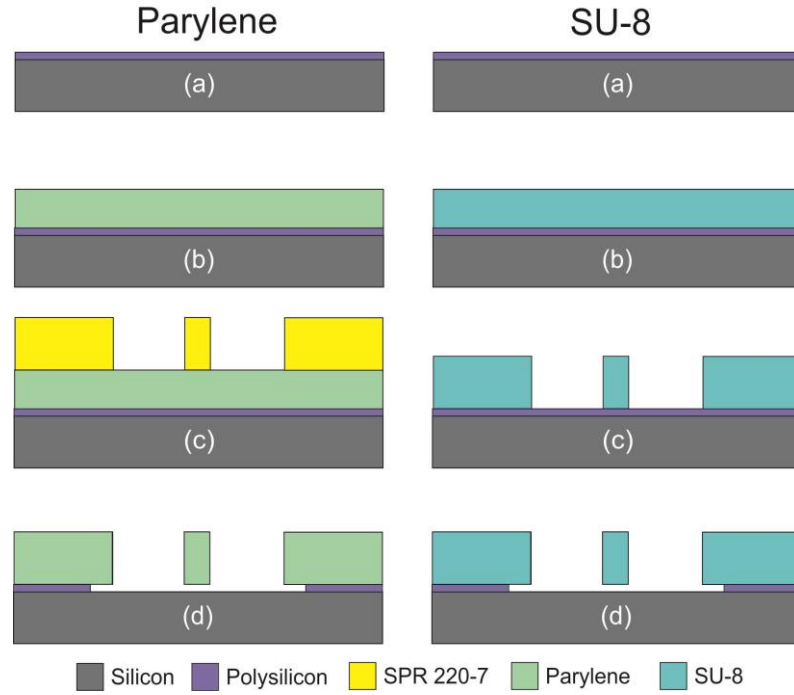 Parylene SU-8
(a) (a)
(b) (b)
(c) (c)
(d) (d)
Silicon Polysilicon SPR 220-7 Parylene SU-8